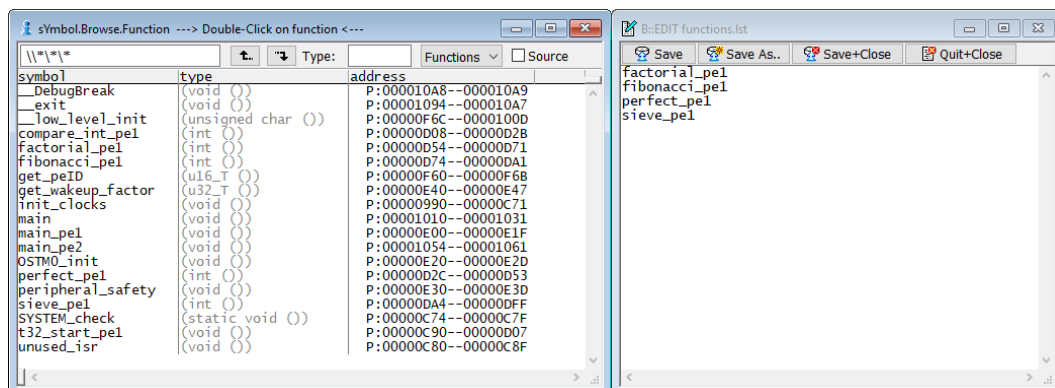 sYmbol.Browse.Function ---> Double-Click on function <---
\\*\*\* Type: Functions Source
symbol type address
__DebugBreak (void ()) P:000010A8--000010A9
__exit (void ()) P:00001094--000010A7
__low_level_init (unsigned char ()) P:00000F6C--0000100D
compare_int_pe1 (int ()) P:00000D08--00000D2B
factorial_pe1 (int ()) P:00000D54--00000D71
fibonacci_pe1 (int ()) P:00000D74--00000DA1
get_peID (u16_T ()) P:00000F60--00000F6B
get_wakeup_factor (u32_T ()) P:00000E40--00000E47
init_clocks (void ()) P:00000990--00000C71
main (void ()) P:00001010--00001031
main_pe1 (void ()) P:00000E00--00000E1F
main_pe2 (void ()) P:00001054--00001061
OSTM0_init (void ()) P:00000E20--00000E2D
perfect_pe1 (int ()) P:00000D2C--00000D53
peripheral_safety (void ()) P:00000E30--00000E3D
sieve_pe1 (int ()) P:00000DA4--00000DFF
SYSTEM_check (static void ()) P:00000C74--00000C7F
t32_start_pe1 (void ()) P:00000C90--00000D07
unused_isr (void ()) P:00000C80--00000C8F
B::EDIT functions.lst
Save Save As.. Save+Close Quit+Close
factorial_pe1
fibonacci_pe1
perfect_pe1
sieve_pe1